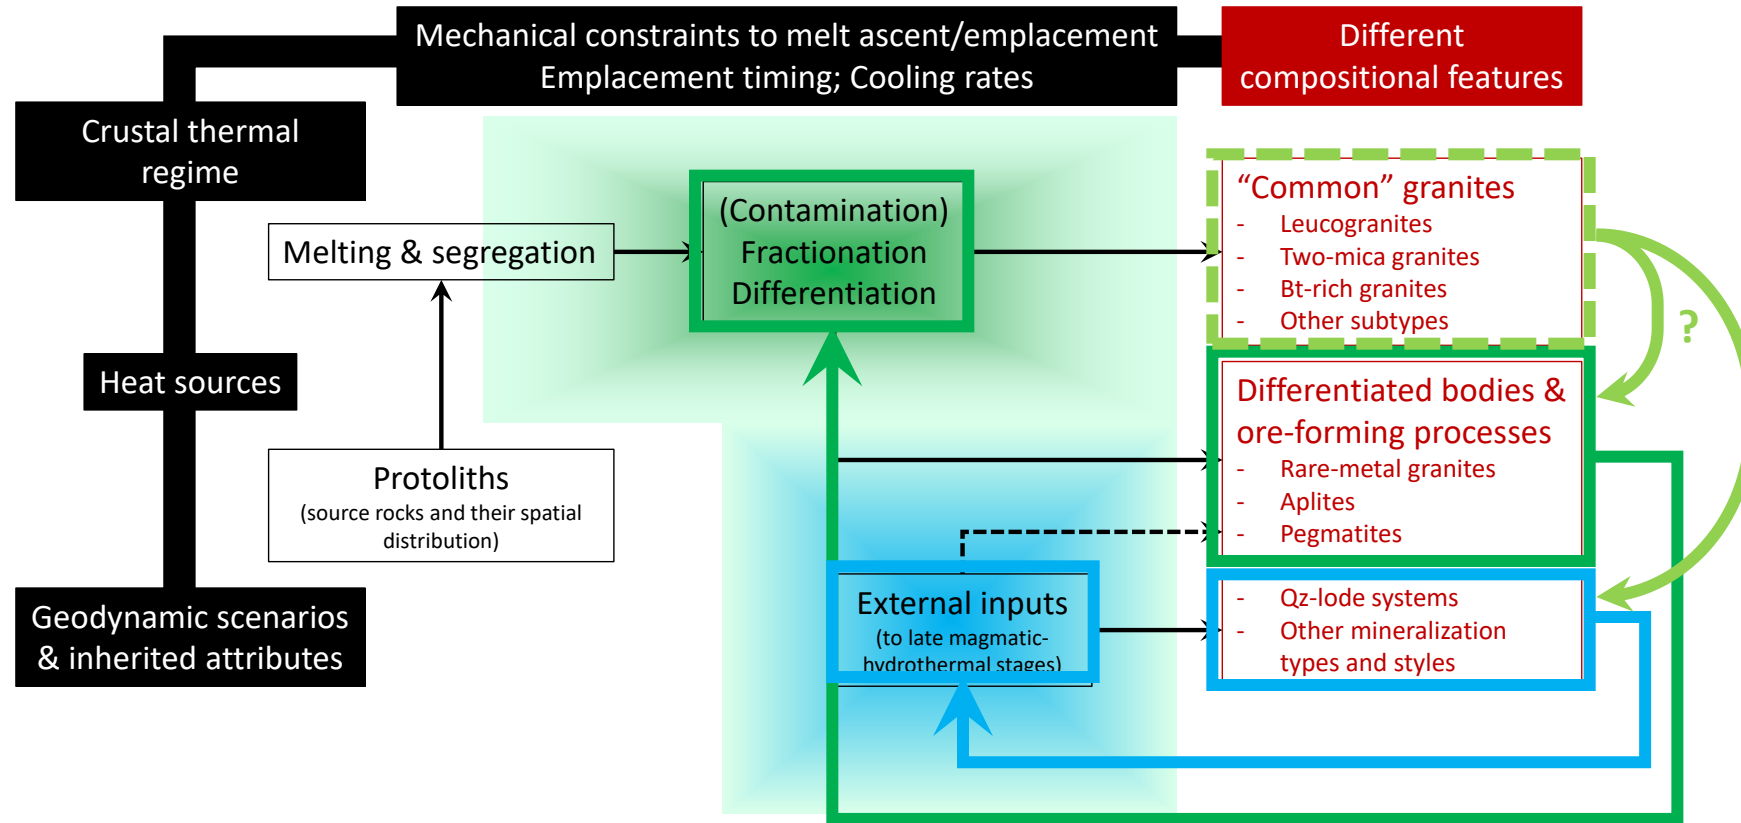 Mechanical constraints to melt ascent/emplacement
Emplacement timing; Cooling rates
Different
compositional features
Crustal thermal
regime
Melting & segregation
(Contamination)
Fractionation
Differentiation
“Common” granites
- Leucogranites
- Two-mica granites
- Bt-rich granites
- Other subtypes
?
Heat sources
Differentiated bodies &
ore-forming processes
- Rare-metal granites
- Aplites
- Pegmatites
Protoliths
(source rocks and their spatial
distribution)
Geodynamic scenarios
& inherited attributes
External inputs
(to late magmatic-
hydrothermal stages)
- Qz-lode systems
- Other mineralization
types and styles